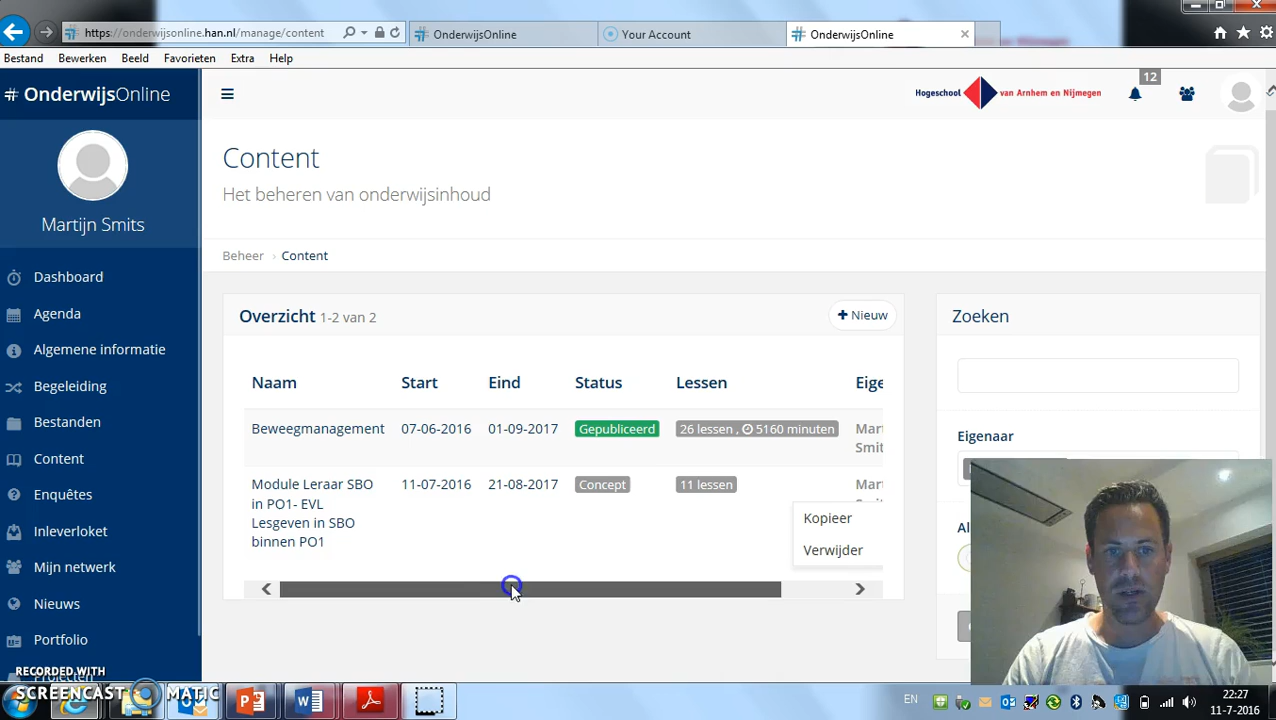 https://onderwijsonline.han.nl/manage/content
OnderwijsOnline
Your Account
OnderwijsOnline
Bestand Bewerken Beeld Favorieten Extra Help
# OnderwijsOnline
Hogeschool van Arnhem en Nijmegen
12
Martijn Smits
Content
Het beheren van onderwijsinhoud
Beheer › Content
Dashboard
Agenda
Algemene informatie
Begeleiding
Bestanden
Content
Enquêtes
Inleverloket
Mijn netwerk
Nieuws
Portfolio
Overzicht 1-2 van 2
+ Nieuw
Naam Start Eind Status Lessen Eige
Beweegmanagement 07-06-2016 01-09-2017 Gepubliceerd 26 lessen , 5160 minuten Mart
Smit
Module Leraar SBO 11-07-2016 21-08-2017 Concept 11 lessen Mart
in PO1- EVL
Lesgeven in SBO
binnen PO1
Kopieer
Verwijder
Zoeken
Eigenaar
Al
RECORDED WITH
SCREENCAST MATIC
EN
22:27
11-7-2016